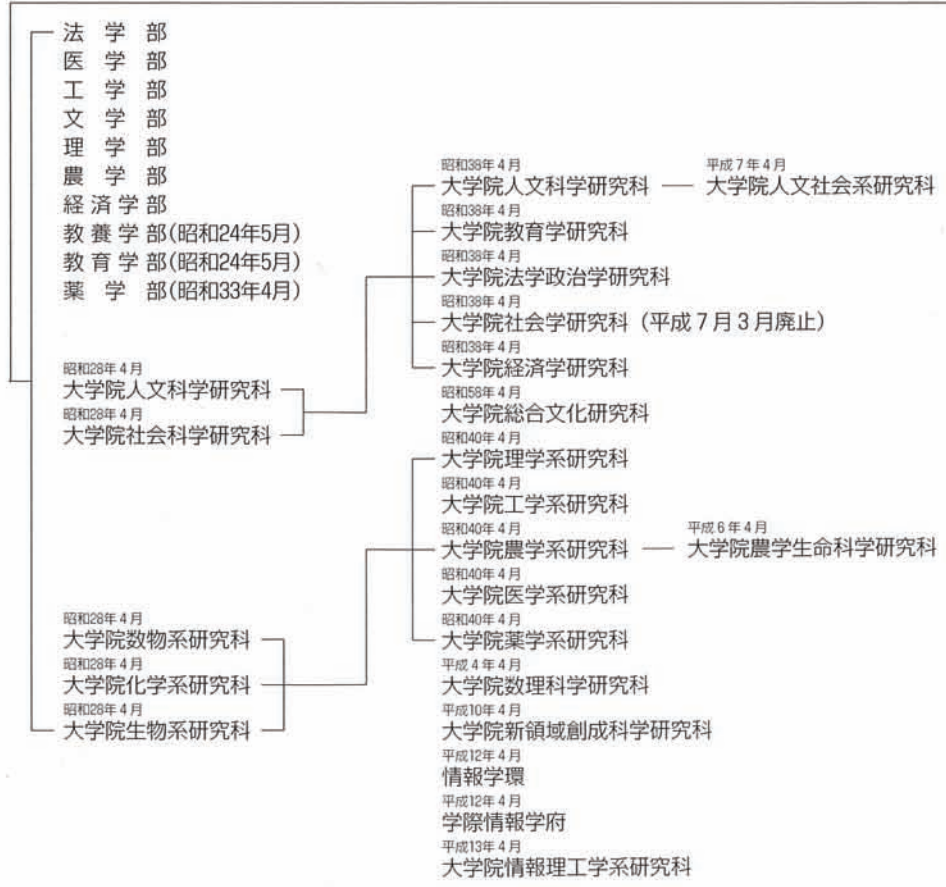 法学部
医学部
工学部
文学部
理学部
農学部
経済学部
教養学部(昭和24年5月)
教育学部(昭和24年5月)
薬学部(昭和33年4月)
昭和28年4月
大学院人文科学研究科
昭和28年4月
大学院社会科学研究科
昭和28年4月
大学院数物系研究科
昭和28年4月
大学院化学系研究科
昭和28年4月
大学院生物系研究科
昭和38年4月
大学院人文科学研究科
平成7年4月
大学院人文社会系研究科
昭和38年4月
大学院教育学研究科
昭和38年4月
大学院法学政治学研究科
昭和38年4月
大学院社会学研究科(平成7月3月廃止)
昭和38年4月
大学院経済学研究科
昭和58年4月
大学院総合文化研究科
昭和40年4月
大学院理学系研究科
昭和40年4月
大学院工学系研究科
昭和40年4月
大学院農学系研究科
平成6年4月
大学院農学生命科学研究科
昭和40年4月
大学院医学系研究科
昭和40年4月
大学院薬学系研究科
平成4年4月
大学院数理科学研究科
平成10年4月
大学院新領域創成科学研究科
平成12年4月
情報学環
平成12年4月
学際情報学府
平成13年4月
大学院情報理工学系研究科